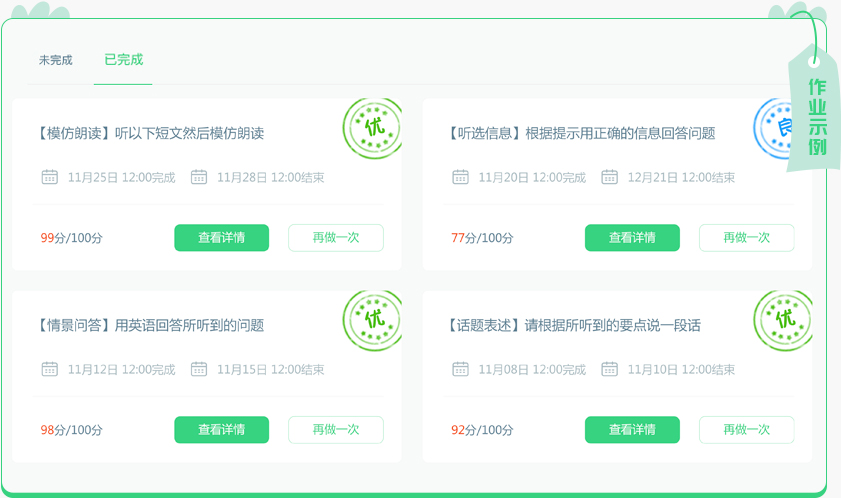 未完成 已完成
作业示例
【模仿朗读】听以下短文然后模仿朗读
优
11月25日 12:00完成 11月28日 12:00结束
99分/100分 查看详情 再做一次
【听选信息】根据提示用正确的信息回答问题
良
11月20日 12:00完成 12月21日 12:00结束
77分/100分 查看详情 再做一次
【情景问答】用英语回答所听到的问题
优
11月12日 12:00完成 11月15日 12:00结束
98分/100分 查看详情 再做一次
【话题表述】请根据所听到的要点说一段话
优
11月08日 12:00完成 11月10日 12:00结束
92分/100分 查看详情 再做一次